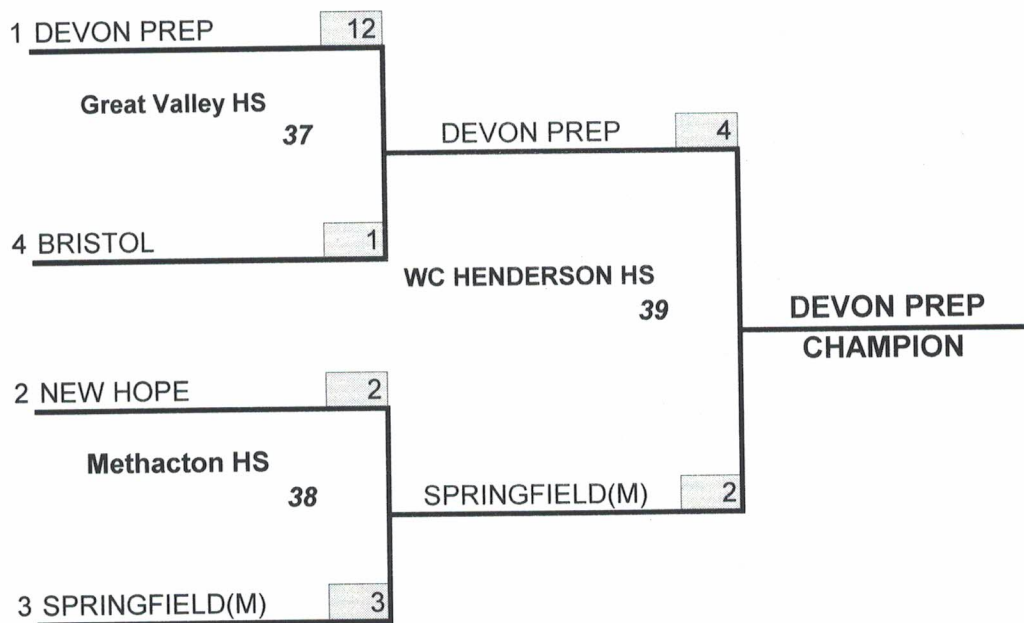 1 DEVON PREP 12
Great Valley HS
37
4 BRISTOL 1
DEVON PREP 4
WC HENDERSON HS
39
DEVON PREP
CHAMPION
2 NEW HOPE 2
Methacton HS
38
3 SPRINGFIELD(M) 3
SPRINGFIELD(M) 2